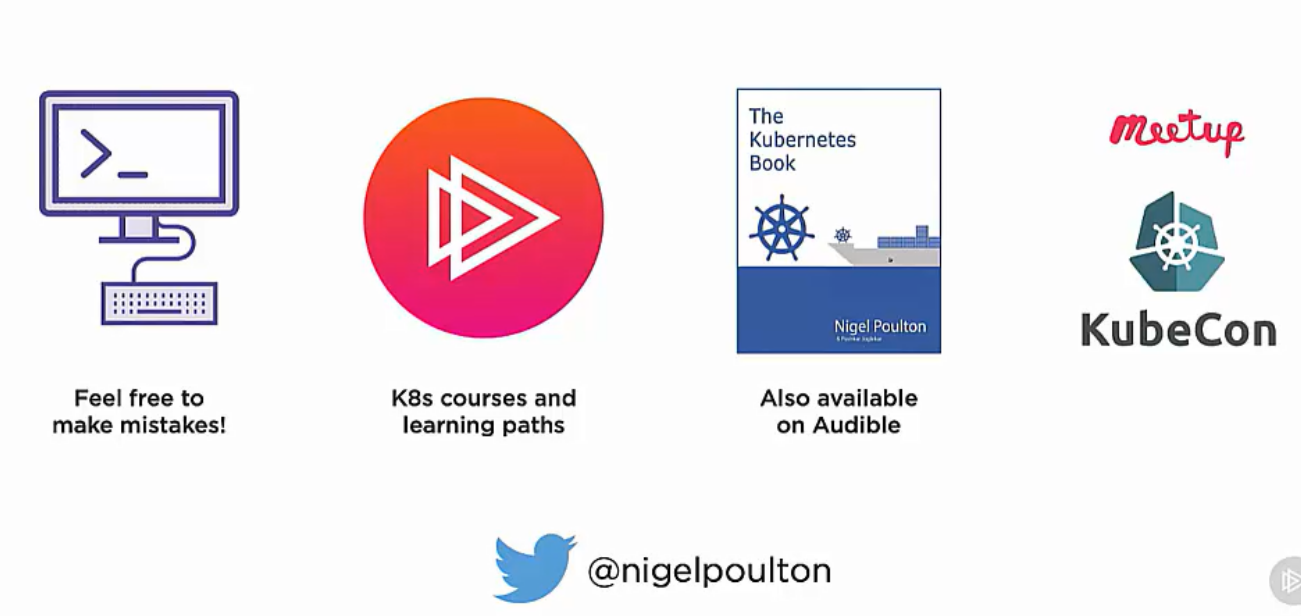 >_
Feel free to
make mistakes!
K8s courses and
learning paths
The
Kubernetes
Book
Nigel Poulton
Also available
on Audible
meetup
KubeCon
@nigelpoulton